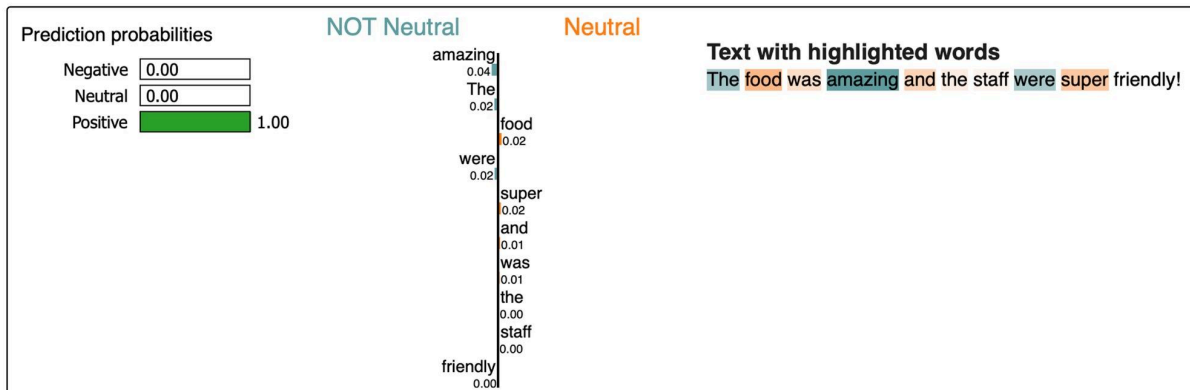 Prediction probabilities
Negative 0.00
Neutral 0.00
Positive 1.00
NOT Neutral Neutral
amazing
0.04
The
0.02
food
0.02
were
0.02
super
0.02
and
0.01
was
0.01
the
0.00
staff
0.00
friendly
0.00
Text with highlighted words
The food was amazing and the staff were super friendly!